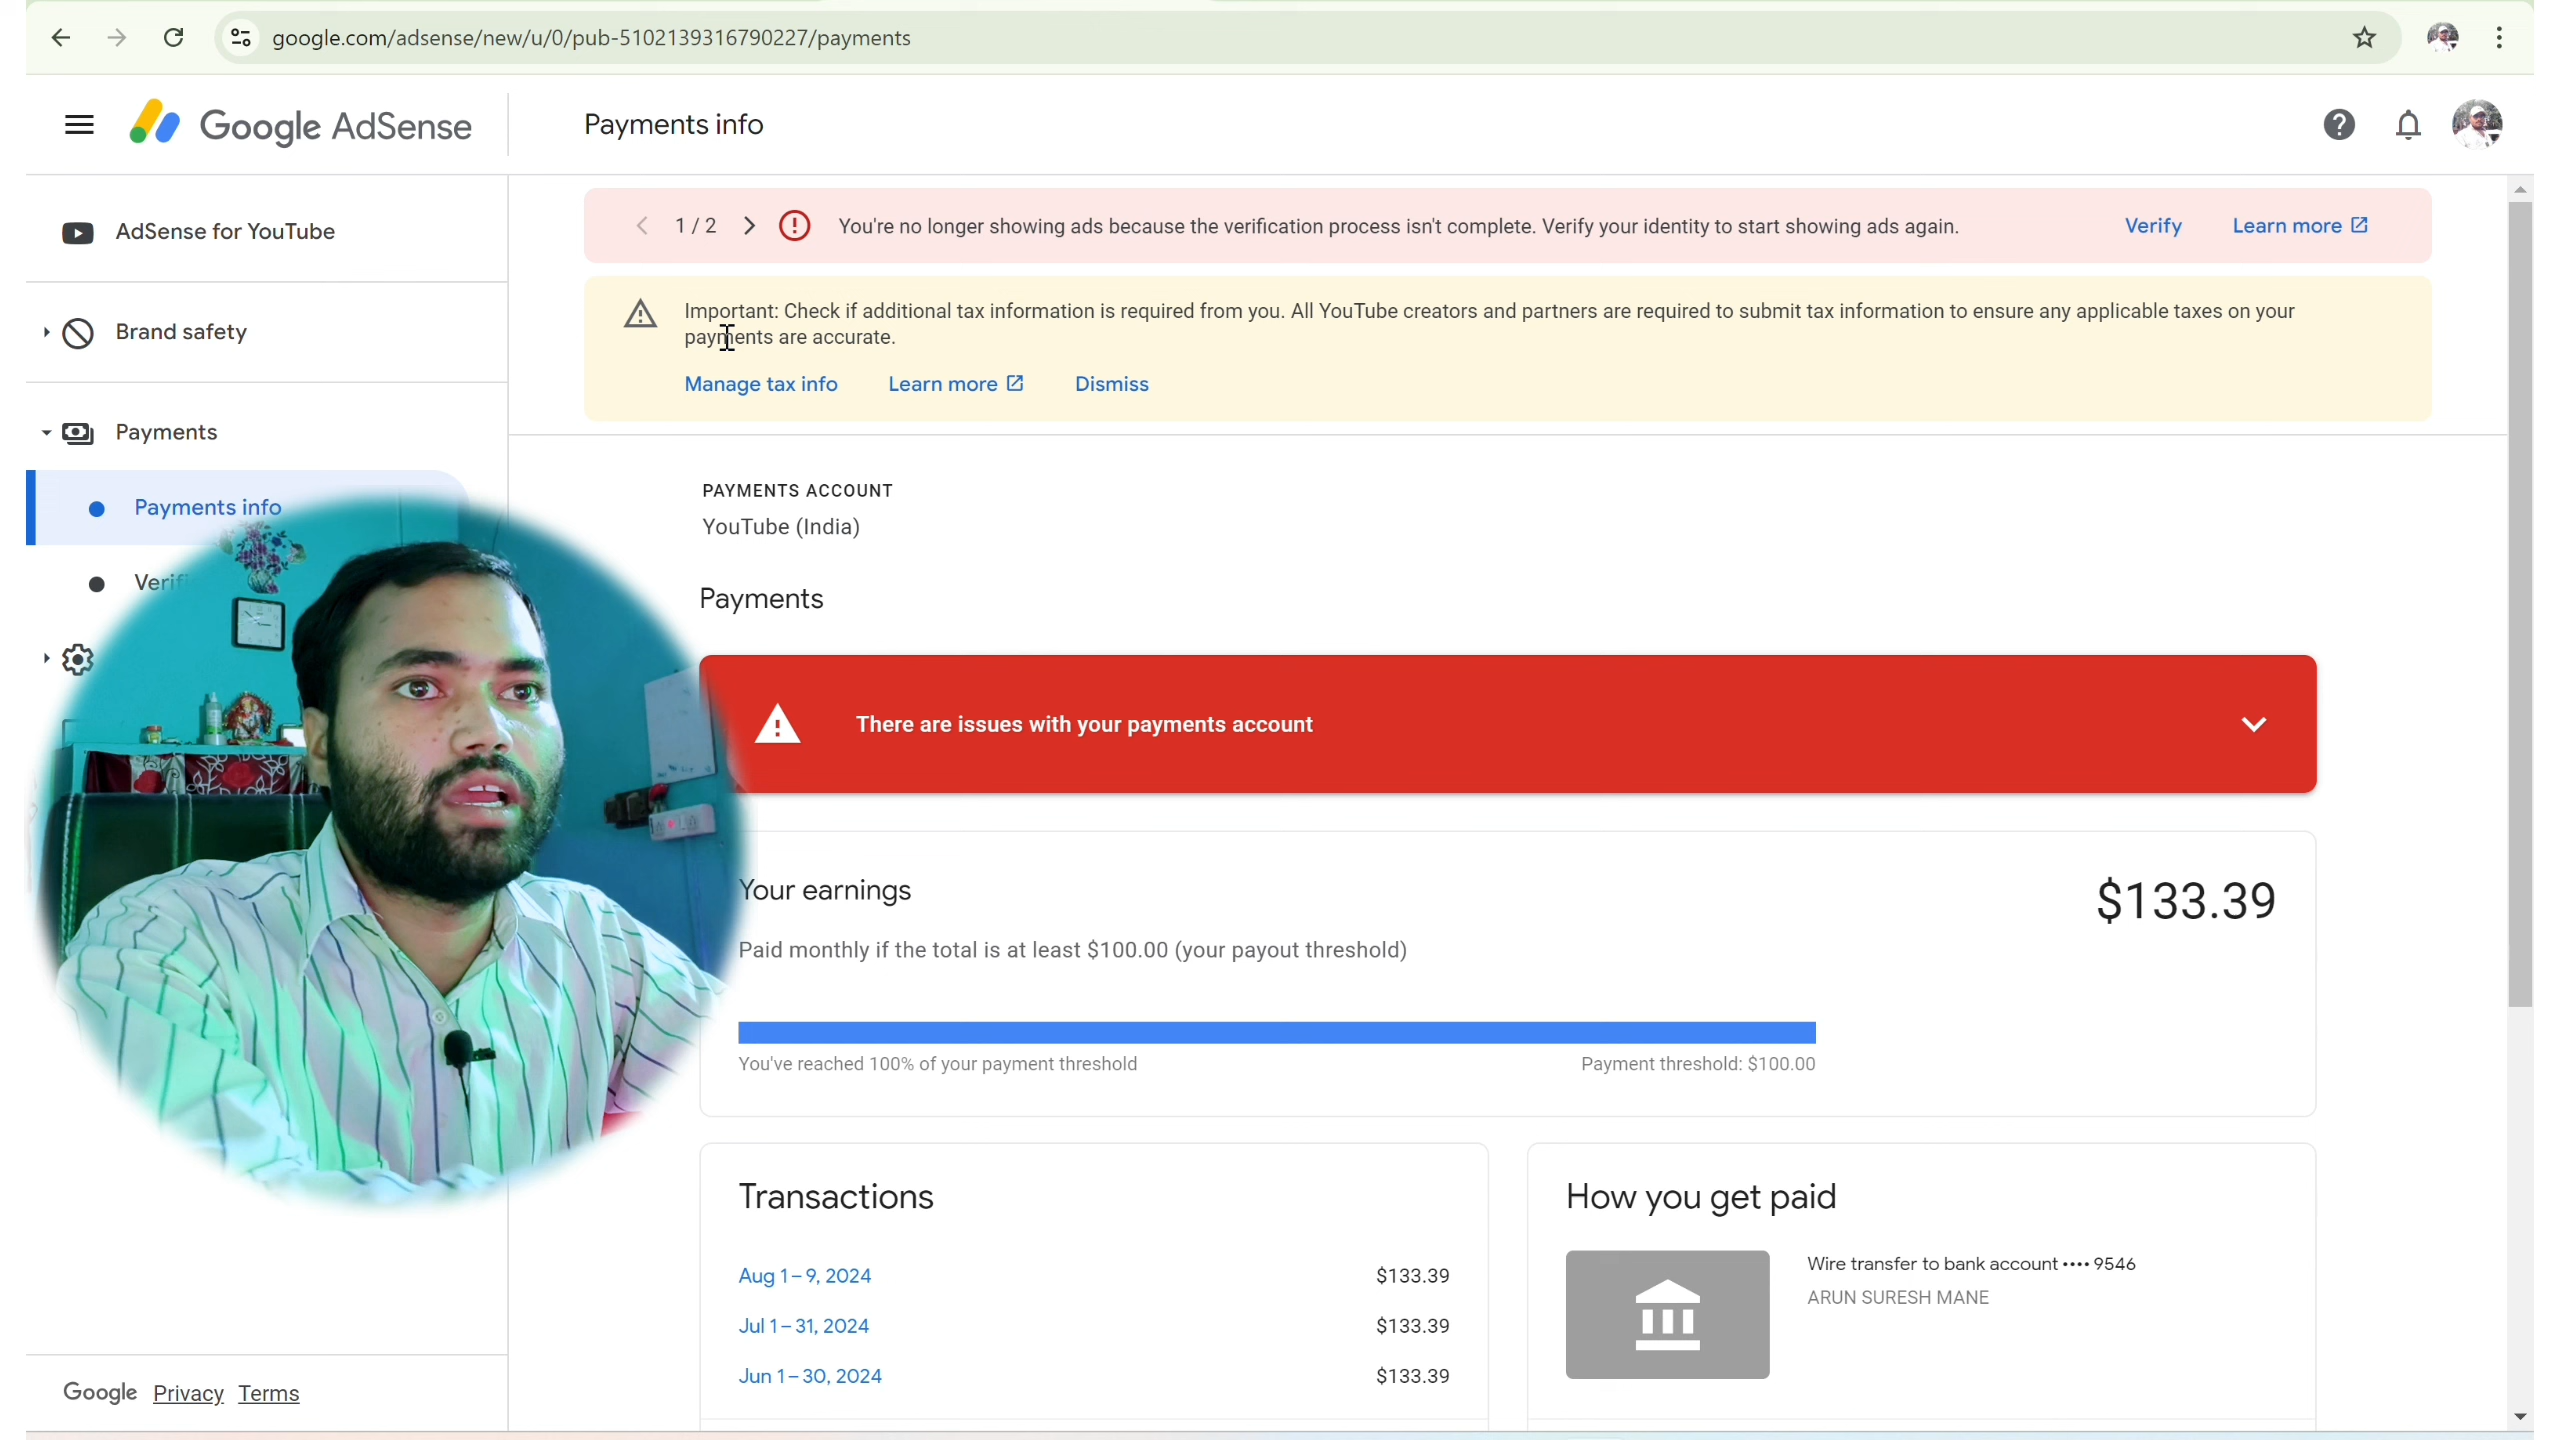 google.com/adsense/new/u/0/pub-5102139316790227/payments
Google AdSense
Payments info
AdSense for YouTube
Brand safety
Payments
Payments info
1 / 2
You're no longer showing ads because the verification process isn't complete. Verify your identity to start showing ads again.
Verify
Learn more
Important: Check if additional tax information is required from you. All YouTube creators and partners are required to submit tax information to ensure any applicable taxes on your
payments are accurate.
Manage tax info
Learn more
Dismiss
PAYMENTS ACCOUNT
YouTube (India)
Payments
There are issues with your payments account
Your earnings
$133.39
Paid monthly if the total is at least $100.00 (your payout threshold)
You've reached 100% of your payment threshold
Payment threshold: $100.00
Transactions
Aug 1 – 9, 2024 $133.39
Jul 1 – 31, 2024 $133.39
Jun 1 – 30, 2024 $133.39
How you get paid
Wire transfer to bank account •••• 9546
ARUN SURESH MANE
Google Privacy Terms